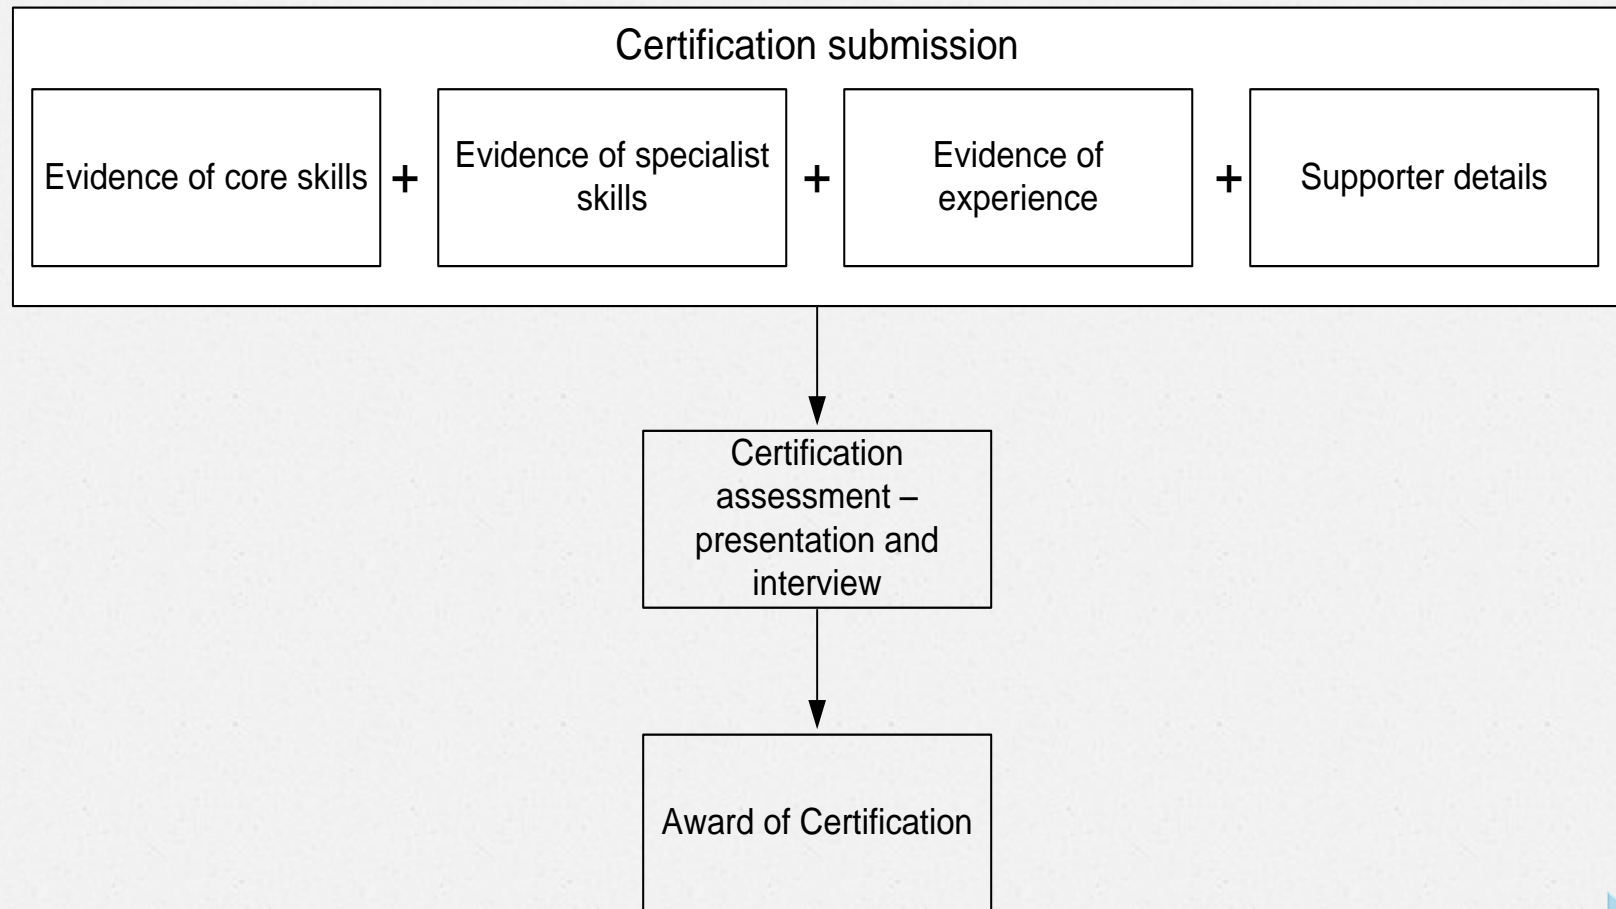 Certification submission
Evidence of core skills
+
Evidence of specialist
skills
+
Evidence of
experience
+
Supporter details
Certification
assessment –
presentation and
interview
Award of Certification